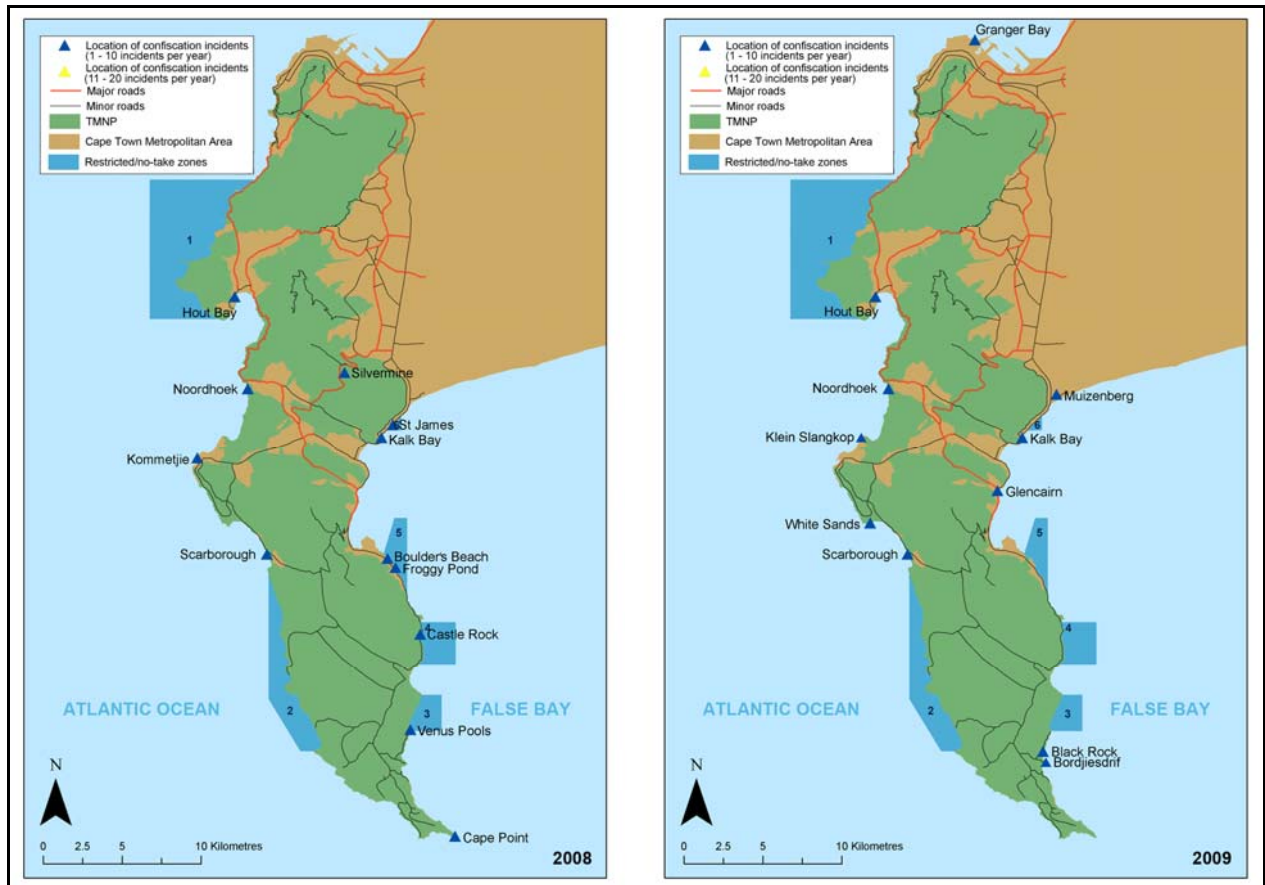 Location of confiscation incidents
(1 - 10 incidents per year)
Location of confiscation incidents
(11 - 20 incidents per year)
Major roads
Minor roads
TMNP
Cape Town Metropolitan Area
Restricted/no-take zones
1
Hout Bay
Silvermine
Noordhoek
St James
Kalk Bay
Kommetjie
5
Scarborough
Boulder's Beach
Froggy Pond
4
Castle Rock
ATLANTIC OCEAN
2
3
FALSE BAY
Venus Pools
N
Cape Point
0 2.5 5 10 Kilometres
2008
Granger Bay
Location of confiscation incidents
(1 - 10 incidents per year)
Location of confiscation incidents
(11 - 20 incidents per year)
Major roads
Minor roads
TMNP
Cape Town Metropolitan Area
Restricted/no-take zones
1
Hout Bay
Noordhoek
Muizenberg
6
Klein Slangkop
Kalk Bay
Glencairn
White Sands
5
Scarborough
4
ATLANTIC OCEAN
2
3
FALSE BAY
Black Rock
Bordjiesdrif
N
0 2.5 5 10 Kilometres
2009